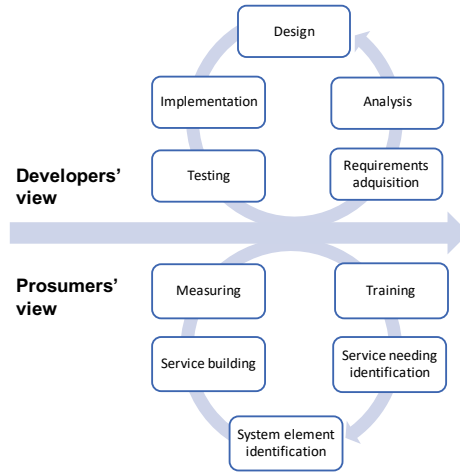 Design
Implementation
Analysis
Testing
Requirements
adquisition
Developers'
view
Prosumers'
view
Measuring
Training
Service building
Service needing
identification
System element
identification